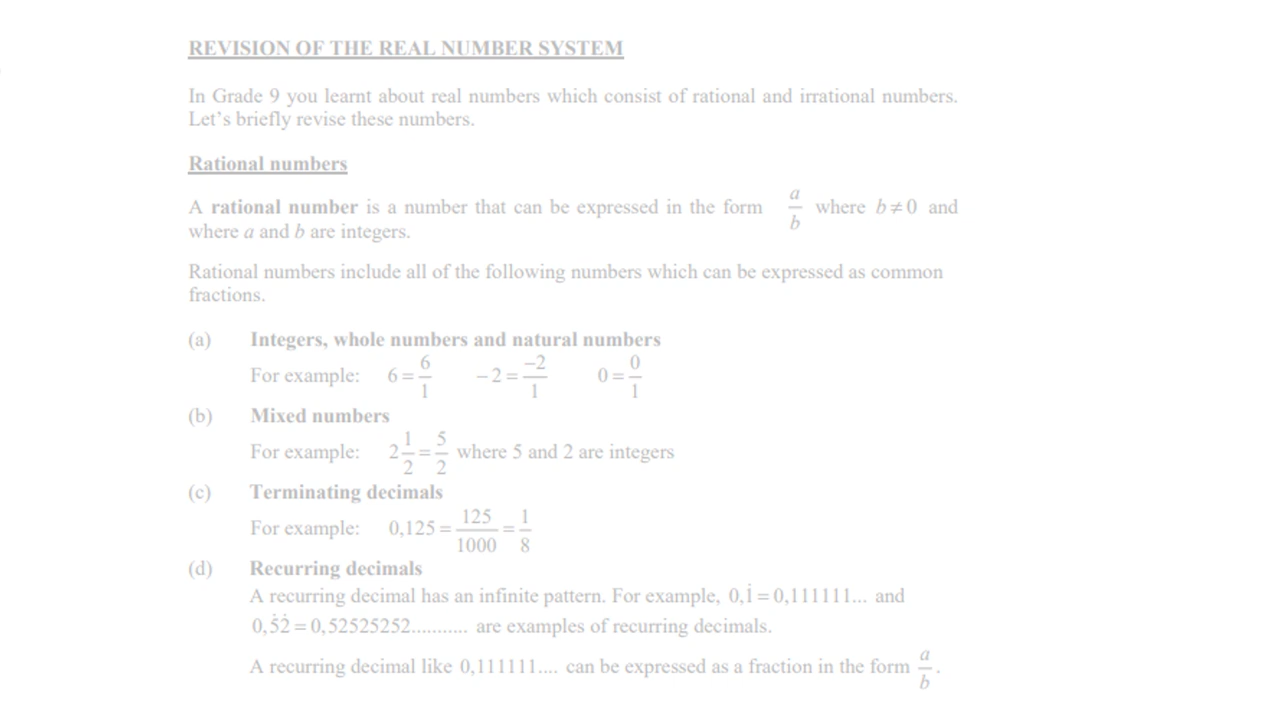 REVISION OF THE REAL NUMBER SYSTEM
In Grade 9 you learnt about real numbers which consist of rational and irrational numbers.
Let's briefly revise these numbers.
Rational numbers
A rational number is a number that can be expressed in the form a/b where b≠0 and
where a and b are integers.
Rational numbers include all of the following numbers which can be expressed as common
fractions.
(a) Integers, whole numbers and natural numbers
For example: 6=6/1 −2=−2/1 0=0/1
(b) Mixed numbers
For example: 2 1/2=5/2 where 5 and 2 are integers
(c) Terminating decimals
For example: 0,125=125/1000=1/8
(d) Recurring decimals
A recurring decimal has an infinite pattern. For example, 0,1̇=0,111111... and
0,5̇2̇=0,52525252........... are examples of recurring decimals.
A recurring decimal like 0,111111.... can be expressed as a fraction in the form a/b.